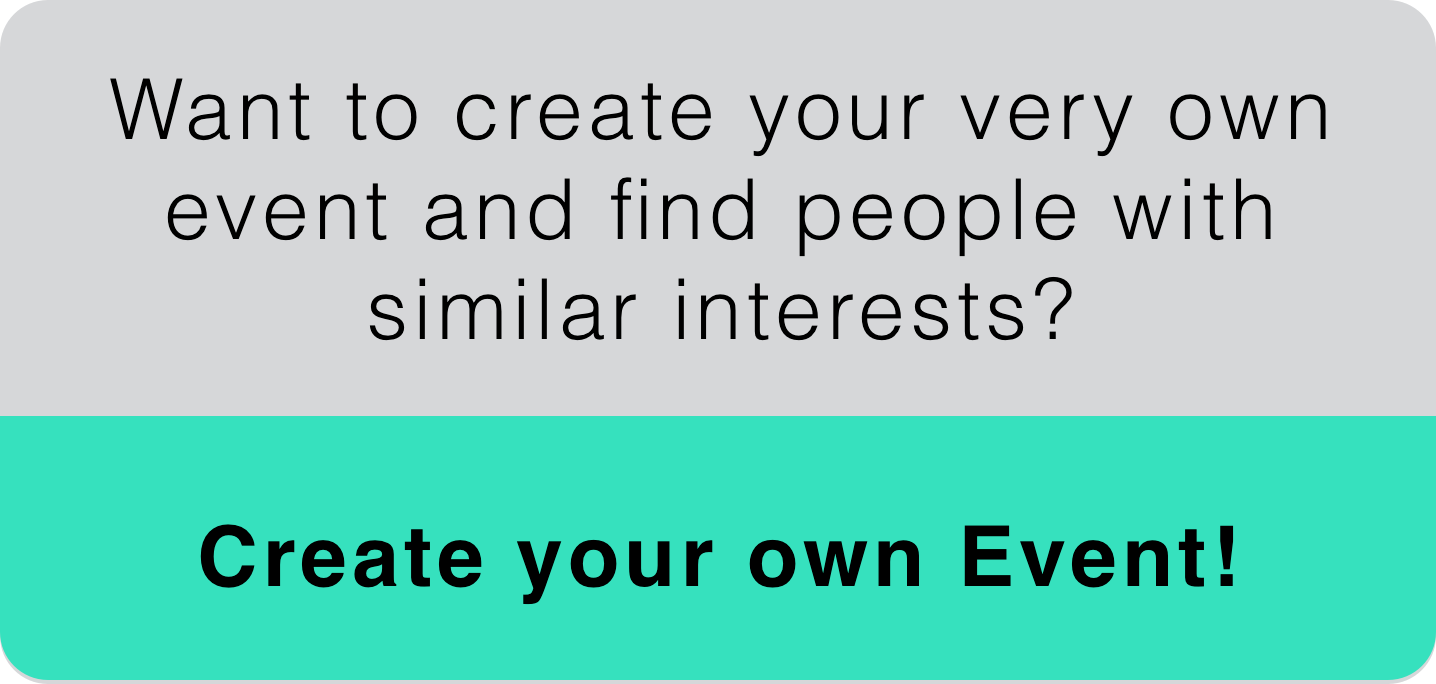 Want to create your very own
event and find people with
similar interests?
Create your own Event!